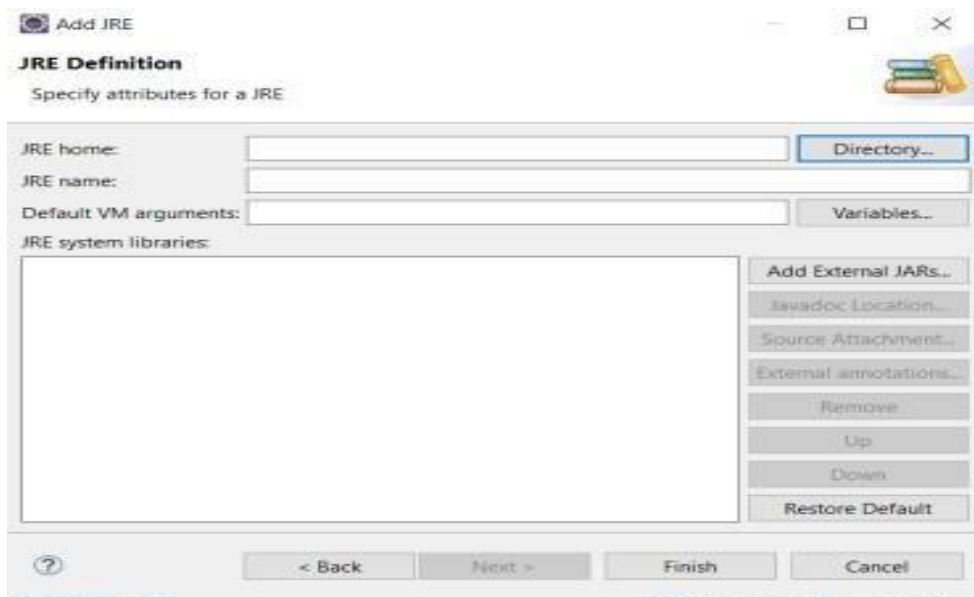 Add JRE
JRE Definition
Specify attributes for a JRE
JRE home:
Directory...
JRE name:
Default VM arguments:
Variables...
JRE system libraries:
Add External JARs...
Javadoc Location...
Source Attachment...
External annotations...
Remove
Up
Down
Restore Default
?
< Back
Next >
Finish
Cancel